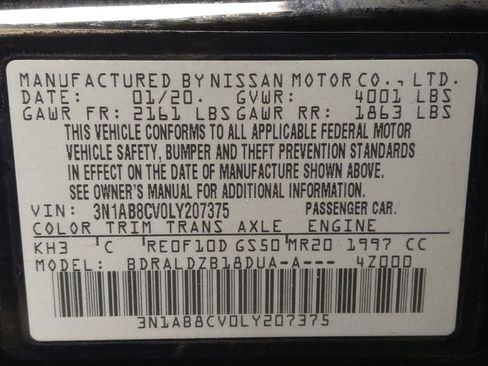 MANUFACTURED BY NISSAN MOTOR CO., LTD.
DATE: 01/20. GVWR: 4001 LBS
GAWR FR: 2161 LBS GAWR RR: 1863 LBS
THIS VEHICLE CONFORMS TO ALL APPLICABLE FEDERAL MOTOR
VEHICLE SAFETY, BUMPER AND THEFT PREVENTION STANDARDS
IN EFFECT ON THE DATE OF MANUFACTURE SHOWN ABOVE.
SEE OWNER'S MANUAL FOR ADDITIONAL INFORMATION.
VIN: 3N1AB8CV0LY207375 PASSENGER CAR.
COLOR TRIM TRANS AXLE ENGINE
KH3 C RE0F10D GS50 MR20 1997 CC
MODEL: BDRALDZB18DUA-A--- 4Z000
3N1AB8CV0LY207375